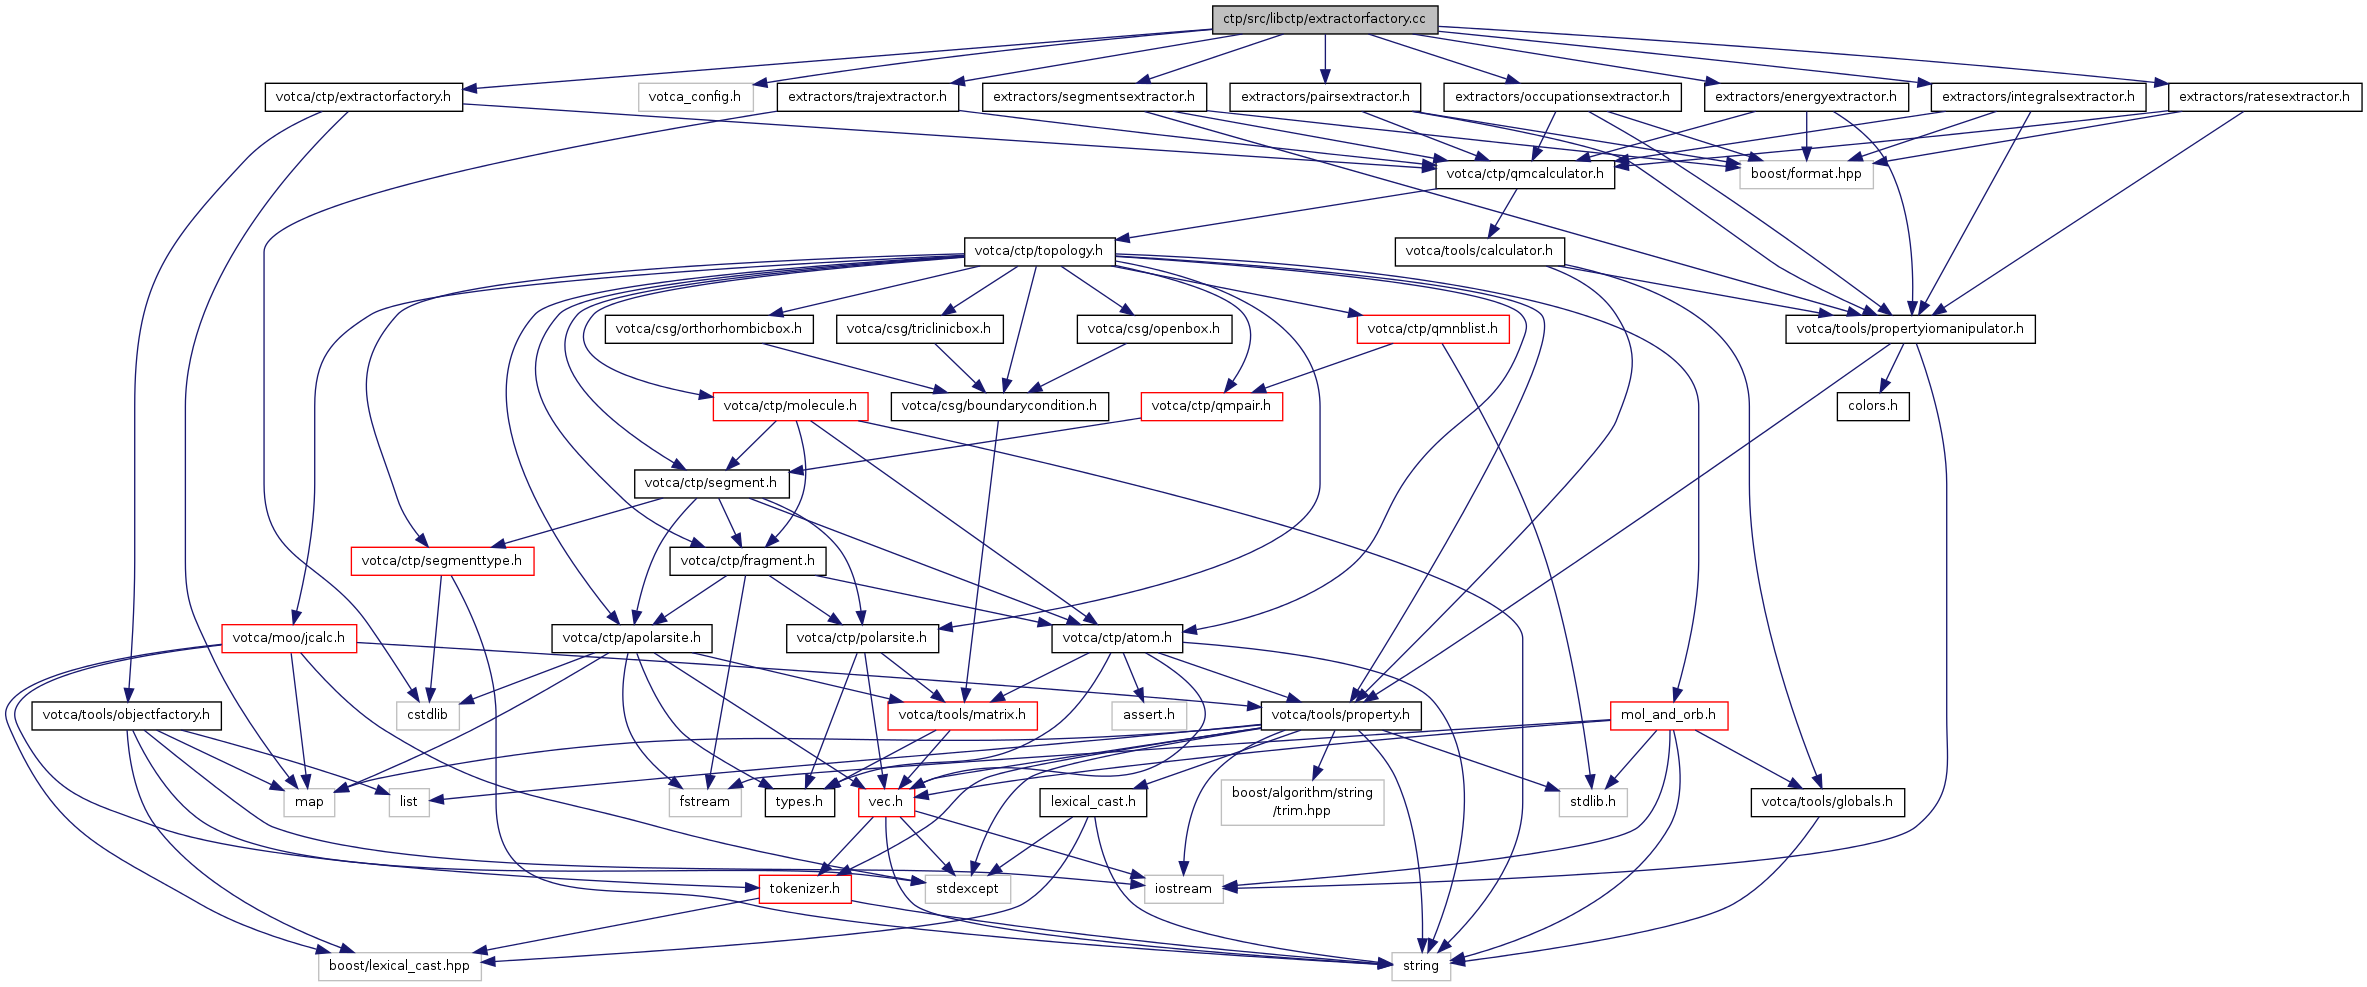 ctp/src/libctp/extractorfactory.cc
votca/ctp/extractorfactory.h
votca_config.h
extractors/trajextractor.h
extractors/segmentsextractor.h
extractors/pairsextractor.h
extractors/occupationsextractor.h
extractors/energyextractor.h
extractors/integralsextractor.h
extractors/ratesextractor.h
votca/ctp/qmcalculator.h
boost/format.hpp
votca/ctp/topology.h
votca/tools/calculator.h
votca/csg/orthorhombicbox.h
votca/csg/triclinicbox.h
votca/csg/openbox.h
votca/ctp/qmnblist.h
votca/tools/propertyiomanipulator.h
votca/ctp/molecule.h
votca/csg/boundarycondition.h
votca/ctp/qmpair.h
colors.h
votca/ctp/segment.h
votca/ctp/segmenttype.h
votca/ctp/fragment.h
votca/moo/jcalc.h
votca/ctp/apolarsite.h
votca/ctp/polarsite.h
votca/ctp/atom.h
votca/tools/objectfactory.h
cstdlib
votca/tools/matrix.h
assert.h
votca/tools/property.h
mol_and_orb.h
map
list
fstream
types.h
vec.h
lexical_cast.h
boost/algorithm/string
/trim.hpp
stdlib.h
votca/tools/globals.h
tokenizer.h
stdexcept
iostream
boost/lexical_cast.hpp
string